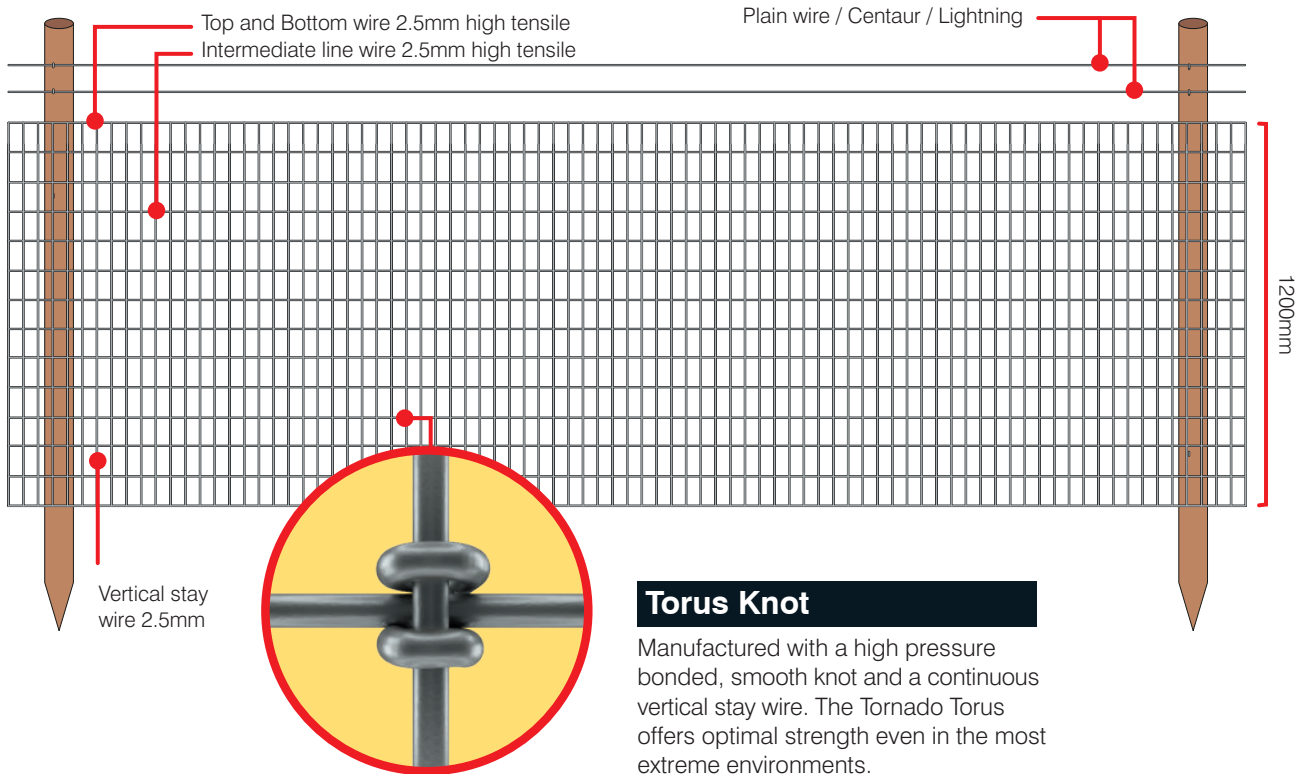 Top and Bottom wire 2.5mm high tensile
Intermediate line wire 2.5mm high tensile
Plain wire / Centaur / Lightning
1200mm
Vertical stay
wire 2.5mm
Torus Knot
Manufactured with a high pressure
bonded, smooth knot and a continuous
vertical stay wire. The Tornado Torus
offers optimal strength even in the most
extreme environments.